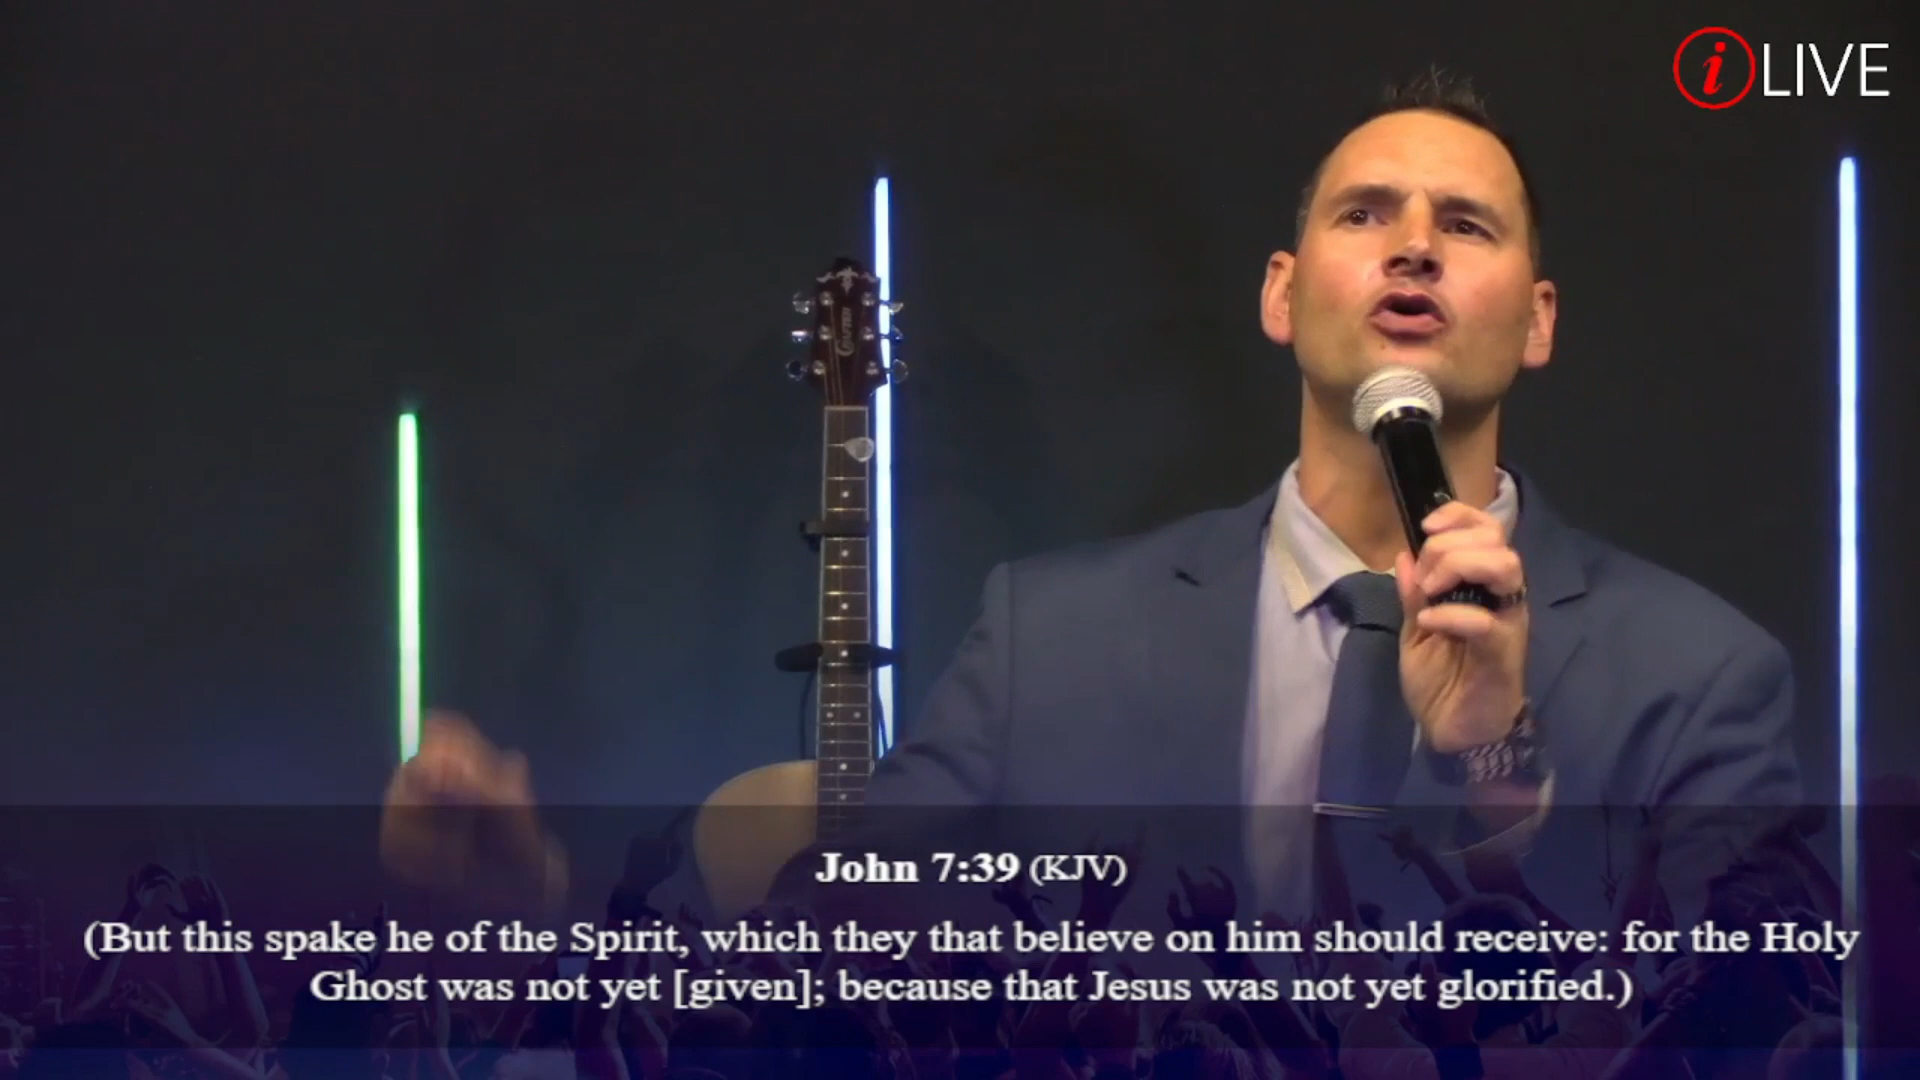 i LIVE
Crafter
John 7:39 (KJV)
(But this spake he of the Spirit, which they that believe on him should receive: for the Holy
Ghost was not yet [given]; because that Jesus was not yet glorified.)